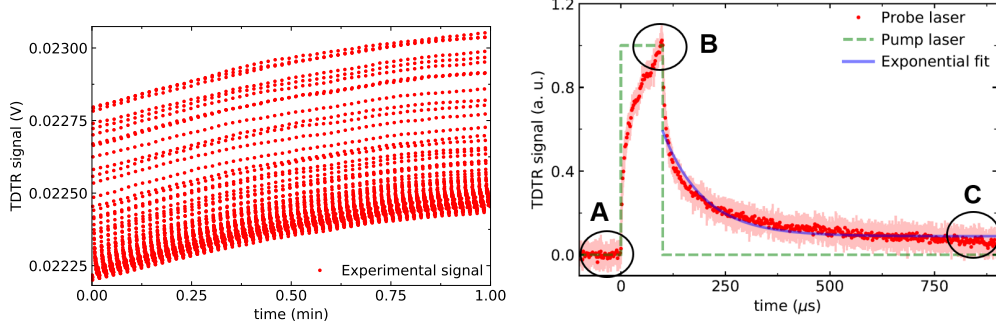 TDTR signal (V)
0.02300
0.02275
0.02250
0.02225
Experimental signal
0.00 0.25 0.50 0.75 1.00
time (min)
TDTR signal (a. u.)
1.2
0.8
0.4
0.0
Probe laser
Pump laser
Exponential fit
A
B
C
0 250 500 750
time (μs)